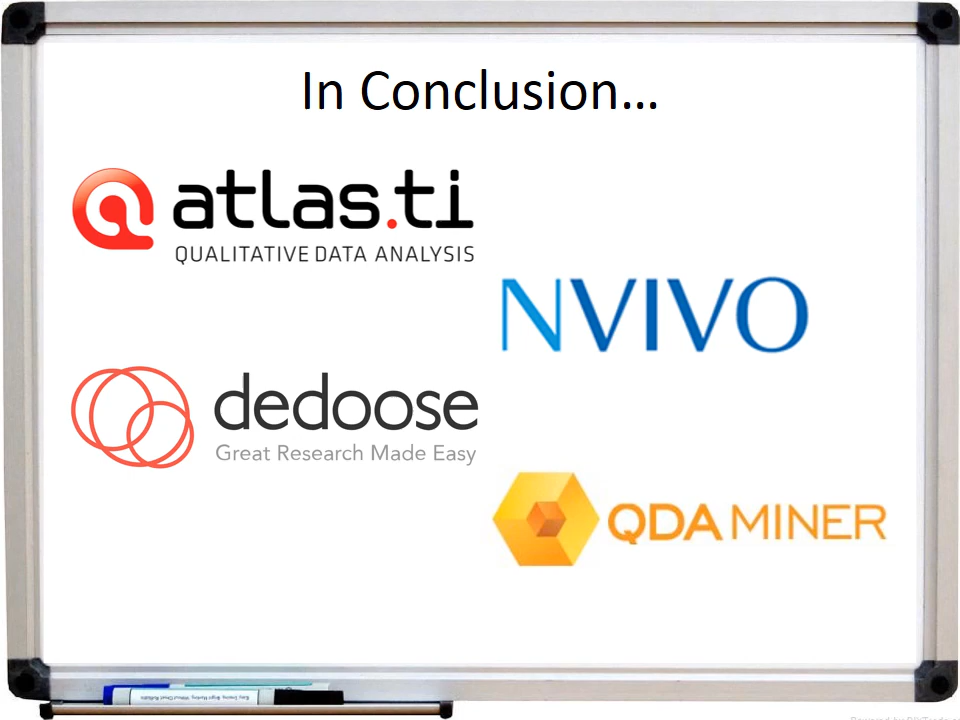 In Conclusion…
atlas.ti
QUALITATIVE DATA ANALYSIS
NVIVO
dedoose
Great Research Made Easy
QDA MINER